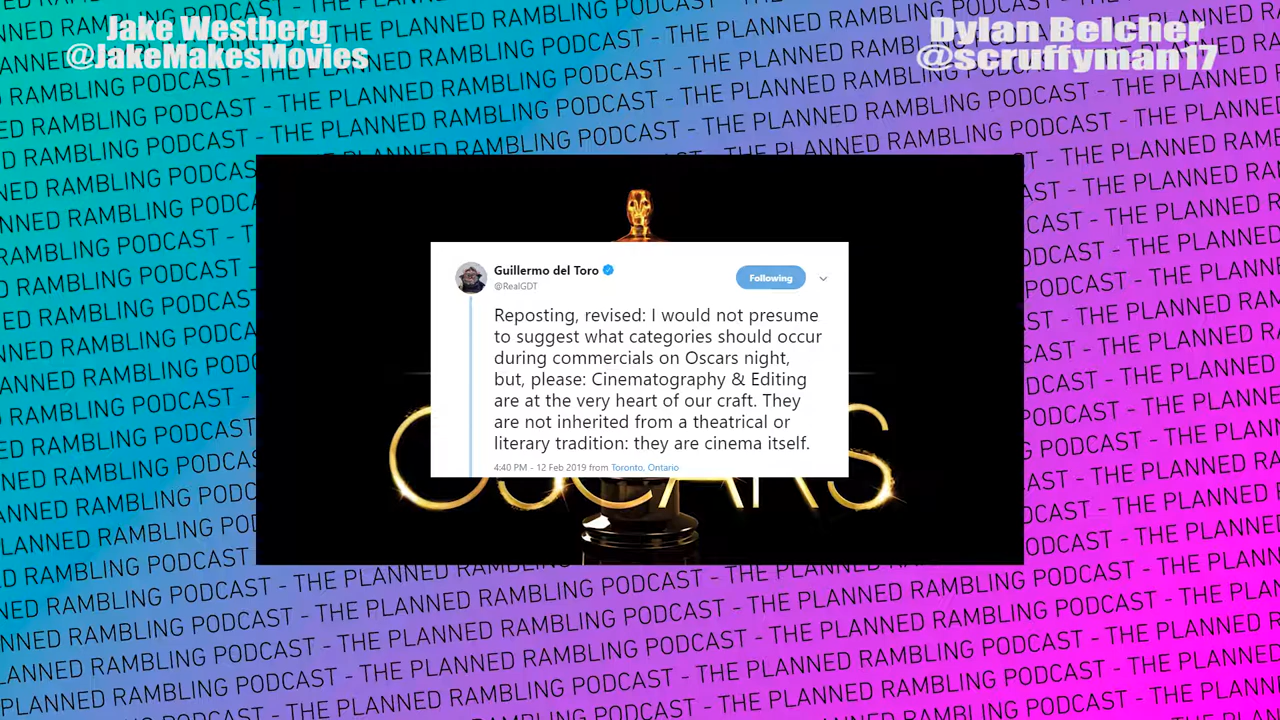 Jake Westberg
@JakeMakesMovies
Dylan Belcher
@scruffyman17
THE PLANNED RAMBLING PODCAST - THE PLANNED RAMBLING PODCAST
Guillermo del Toro
@RealGDT
Following
Reposting, revised: I would not presume
to suggest what categories should occur
during commercials on Oscars night,
but, please: Cinematography & Editing
are at the very heart of our craft. They
are not inherited from a theatrical or
literary tradition: they are cinema itself.
4:40 PM - 12 Feb 2019 from Toronto, Ontario
OSCARS